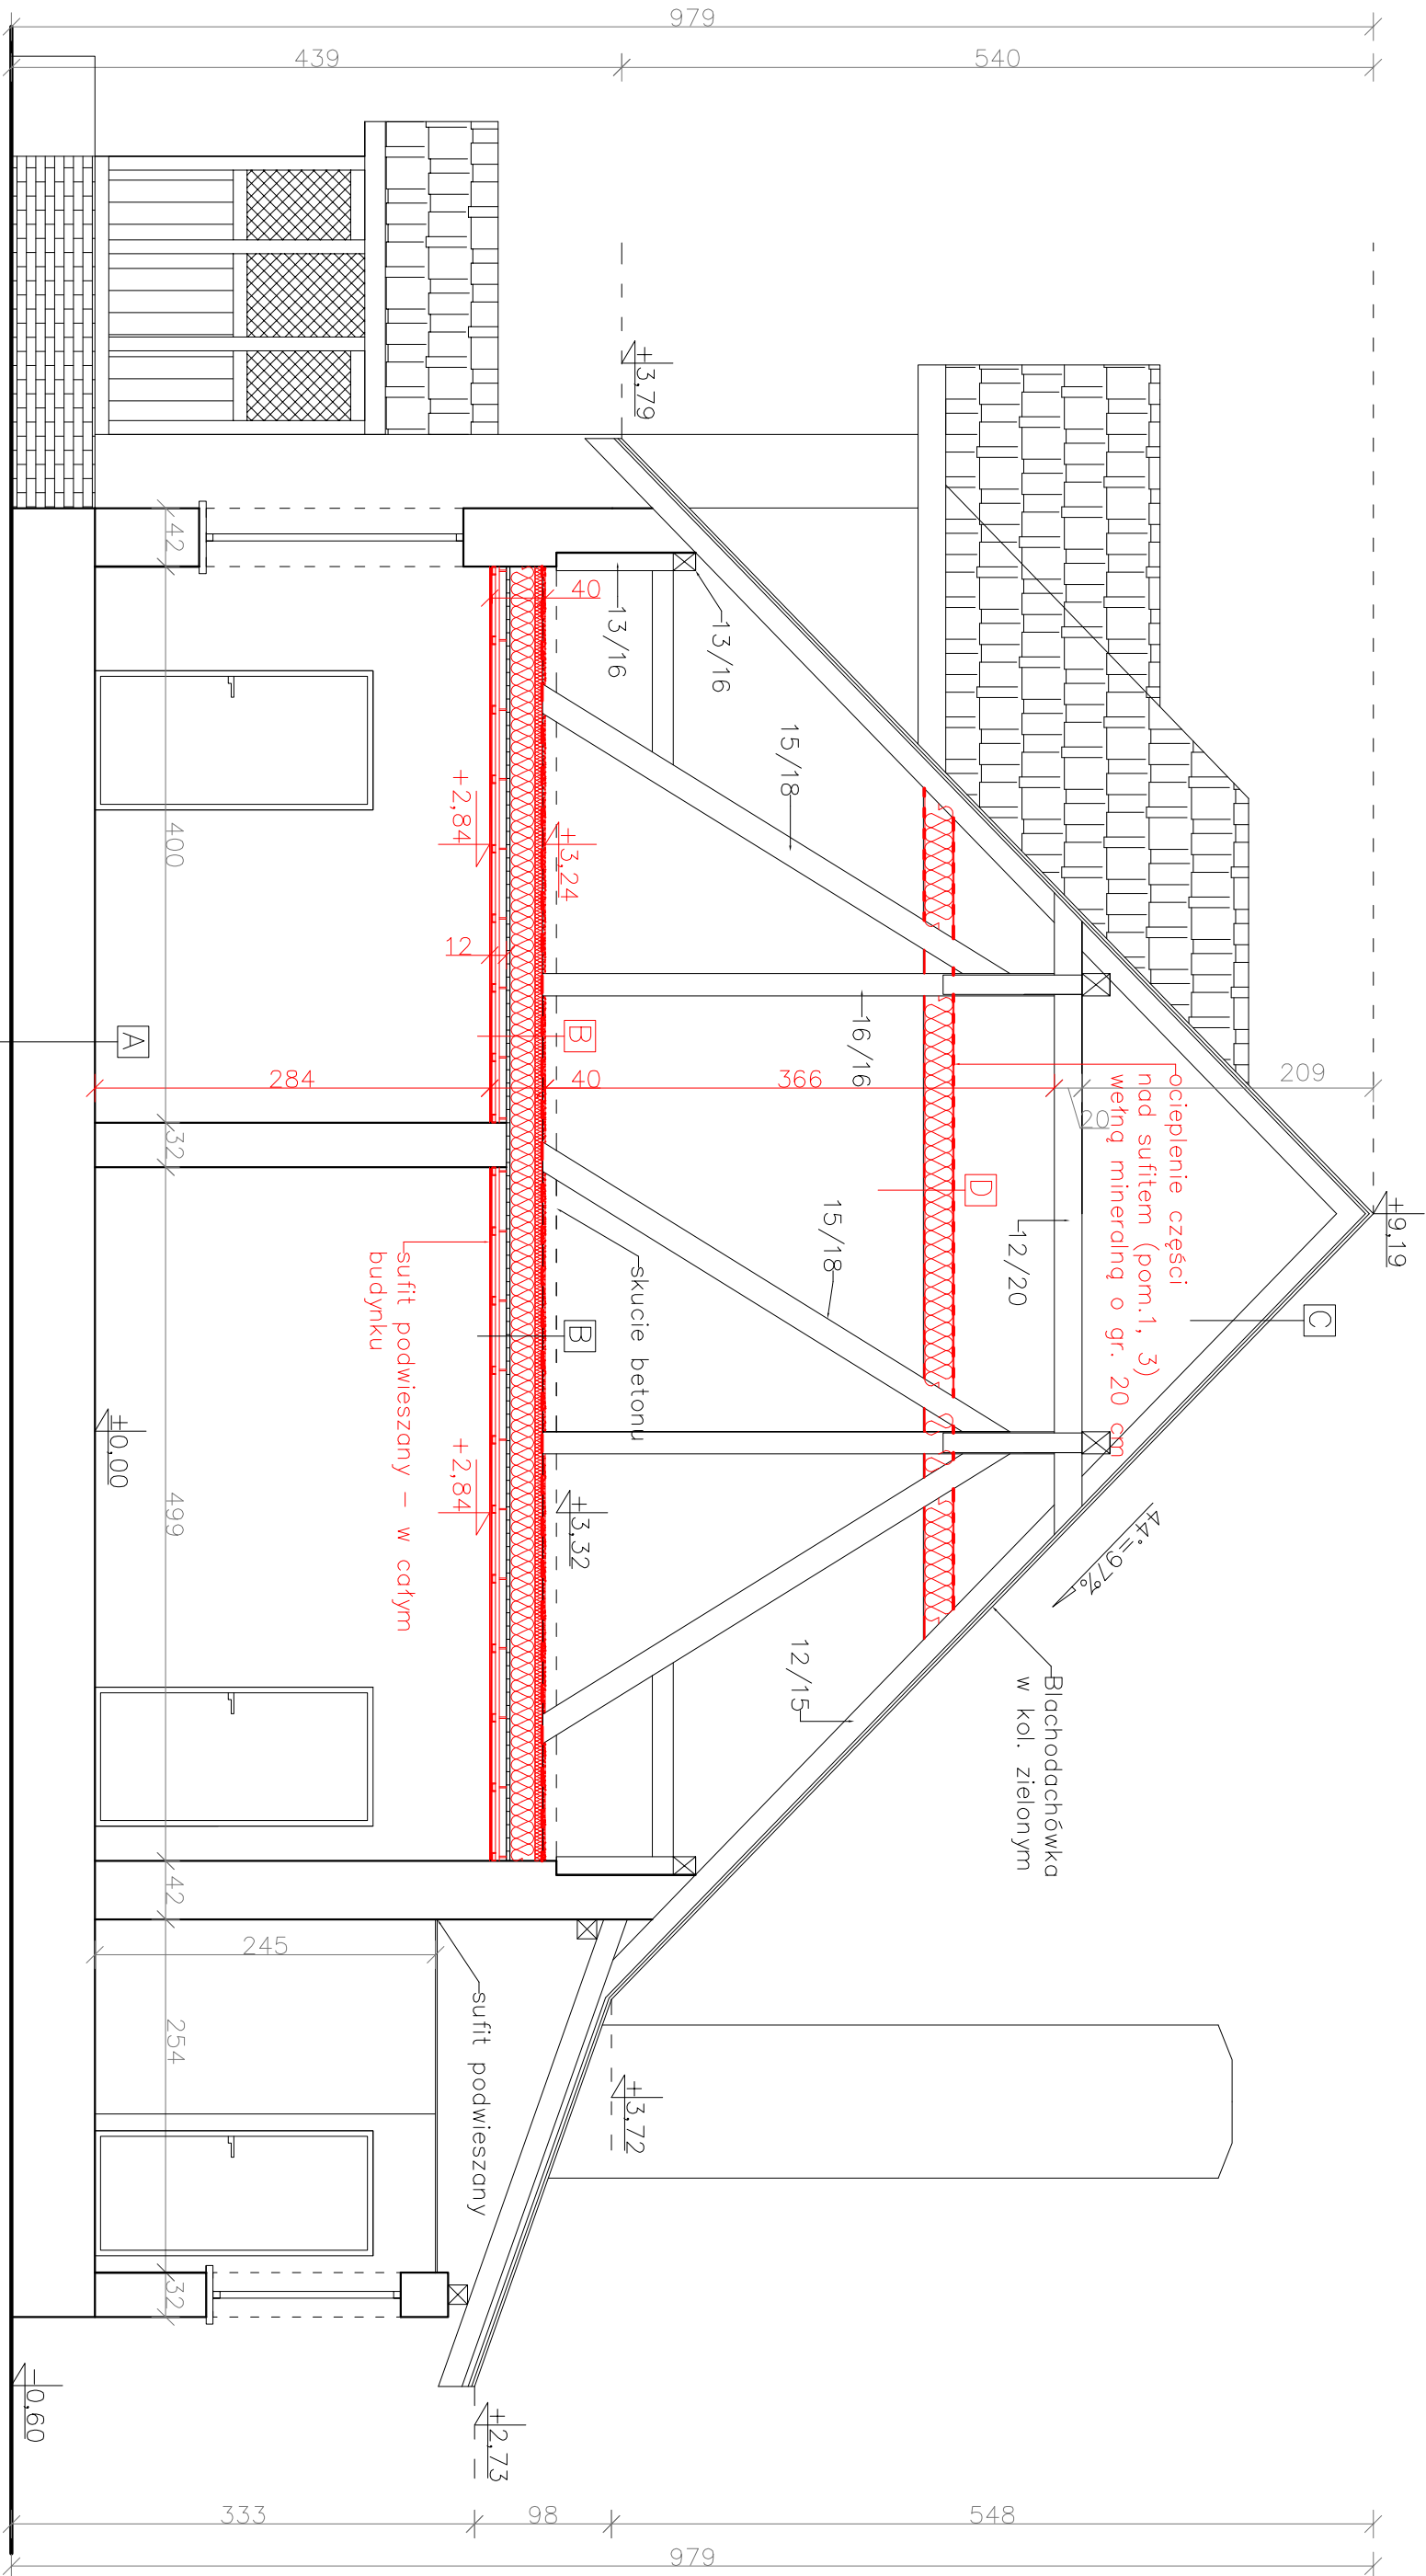 979
439
540
+3,79
42
40
13/16
13/16
15/18
+2,84
+3,24
400
12
16/16
A
B
284
40
366
20
209
32
ocieplenie części
nad sufitem (pom.1, 3)
wełną mineralną o gr. 20 cm
D
+9,19
12/20
15/18
C
skucie betonu
B
sufit podwieszany – w całym
budynku
±0,00
+2,84
+3,32
499
44°=97%
12/15
Blachodachówka
w kol. zielonym
42
245
sufit podwieszany
254
+3,72
32
-0,60
+2,73
333
98
548
979